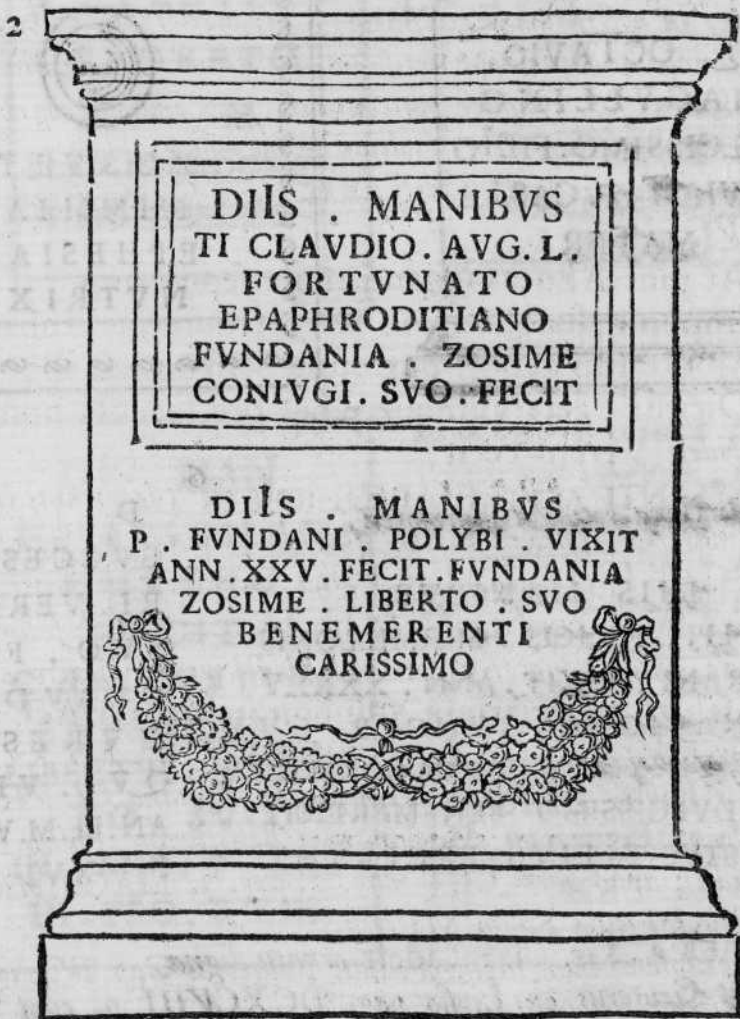 2
DIIS . MANIBVS
TI CLAVDIO . AVG . L .
FORTVNATO
EPAPHRODITIANO
FVNDANIA . ZOSIME
CONIVGI . SVO . FECIT
DIIS . MANIBVS
P . FVNDANI . POLYBI . VIXIT
ANN . XXV . FECIT . FVNDANIA
ZOSIME . LIBERTO . SVO
BENEMERENTI
CARISSIMO